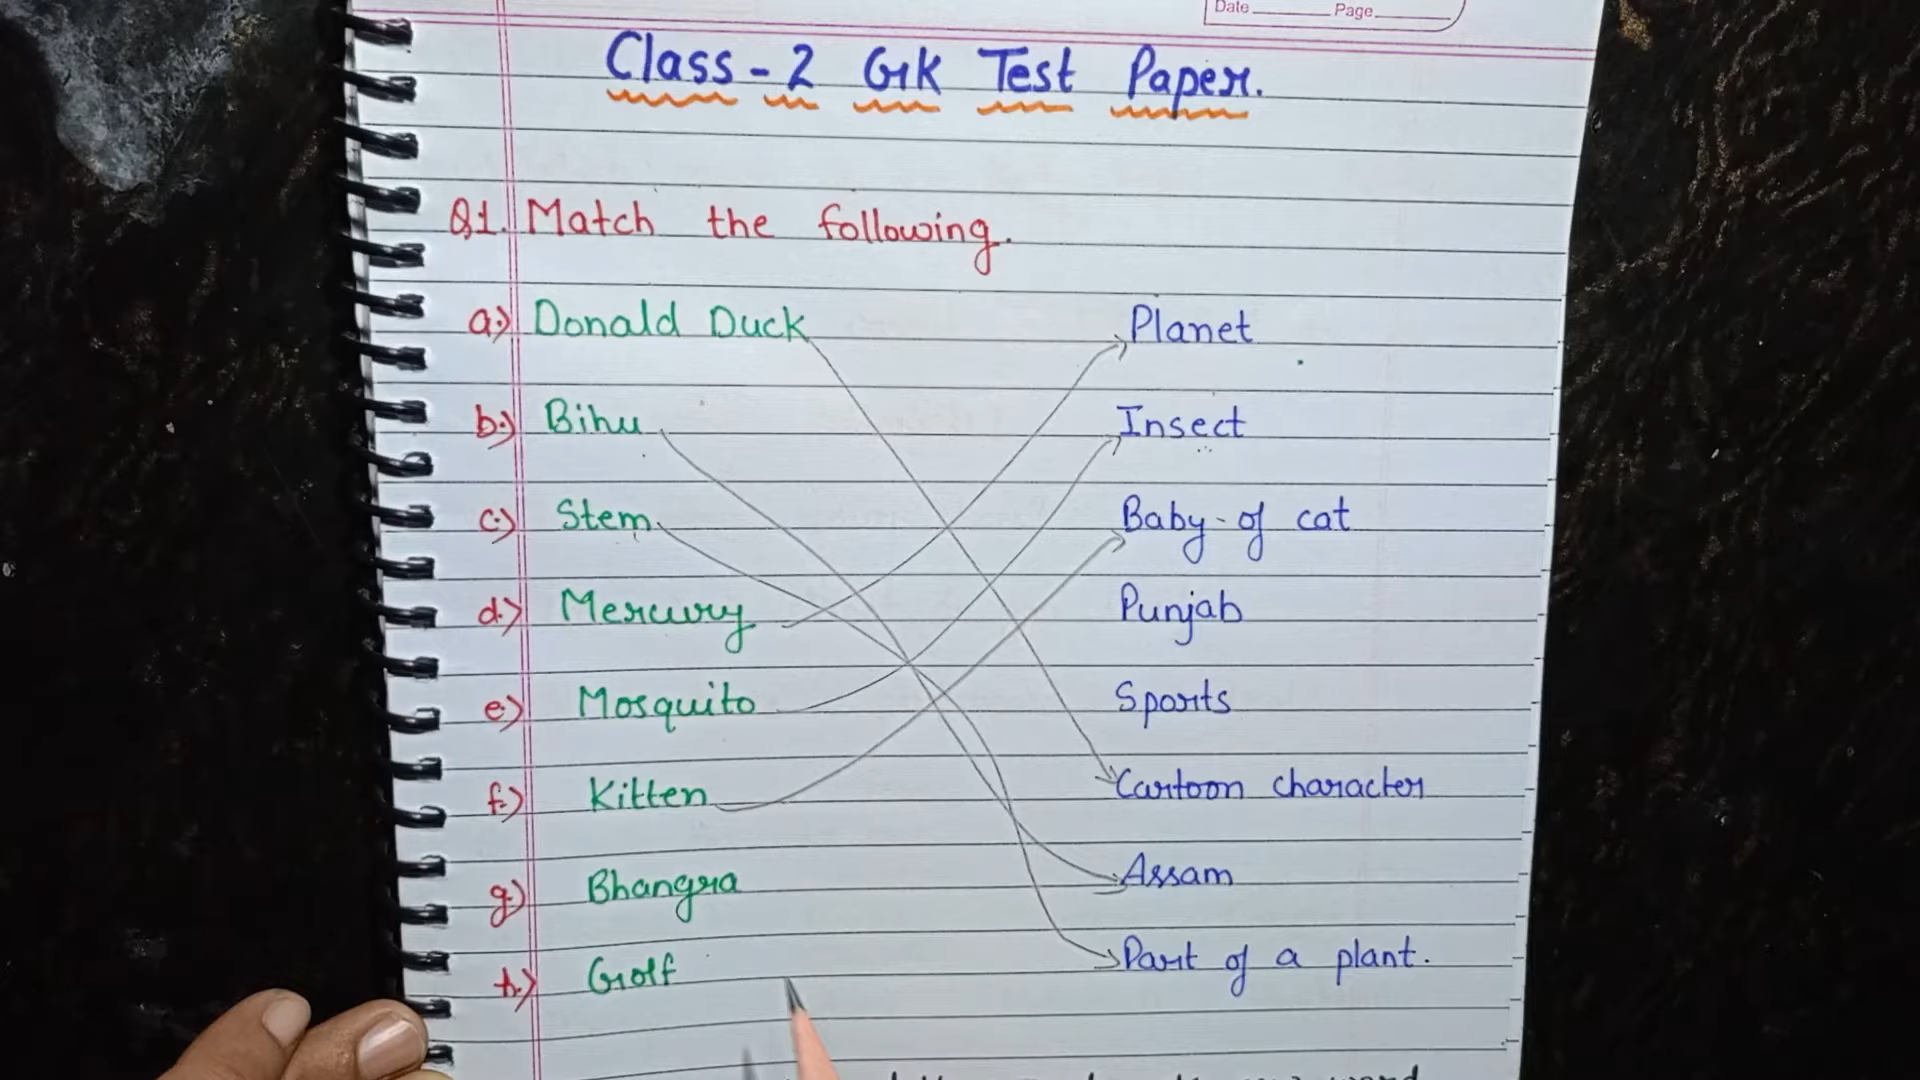 Date Page
Class - 2 GK Test Paper.
Q1. Match the following.
a.) Donald Duck Planet
b.) Bihu Insect
c.) Stem Baby-of cat
d.) Mercury Punjab
e.) Mosquito Sports
f.) Kitten Cartoon character
g.) Bhangra Assam
h.) Golf Part of a plant.